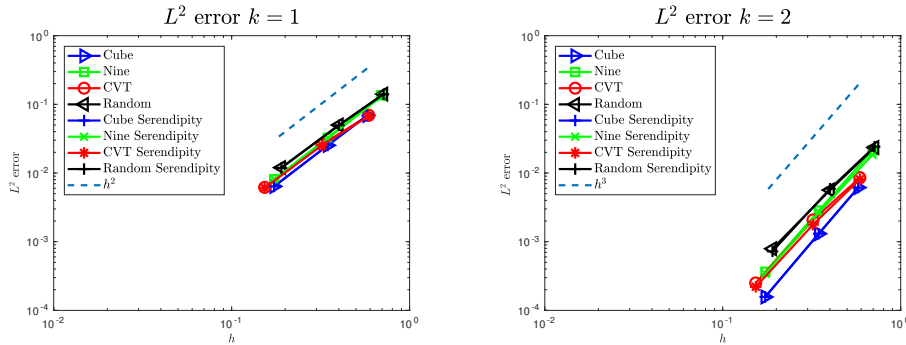 L² error k = 1
10⁰
10⁻¹
10⁻²
10⁻³
10⁻⁴
L² error
Cube
Nine
CVT
Random
Cube Serendipity
Nine Serendipity
CVT Serendipity
Random Serendipity
h²
10⁻²
10⁻¹
10⁰
h
L² error k = 2
10⁰
10⁻¹
10⁻²
10⁻³
10⁻⁴
L² error
Cube
Nine
CVT
Random
Cube Serendipity
Nine Serendipity
CVT Serendipity
Random Serendipity
h³
10⁻²
10⁻¹
10⁰
h